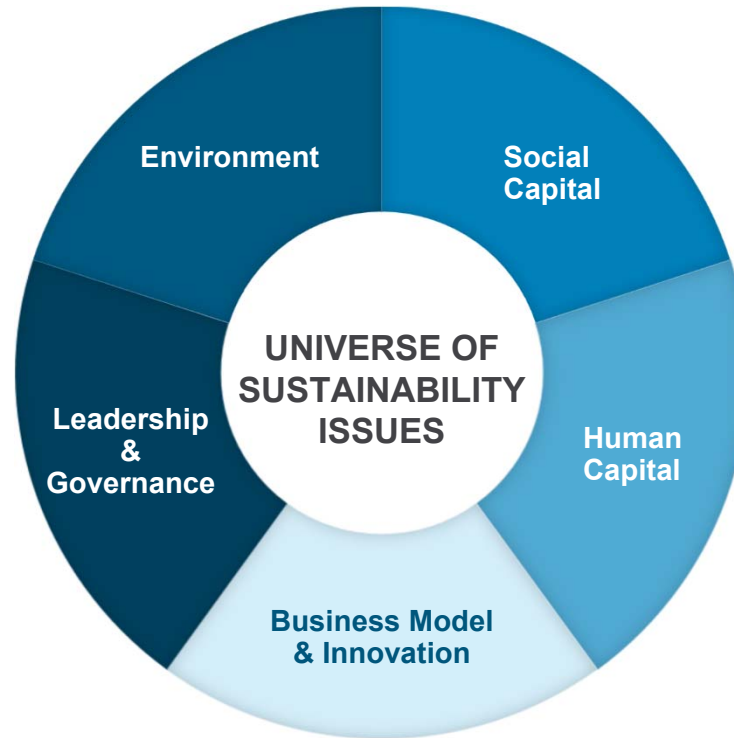 Environment
Social
Capital
UNIVERSE OF
SUSTAINABILITY
ISSUES
Leadership
&
Governance
Human
Capital
Business Model
& Innovation